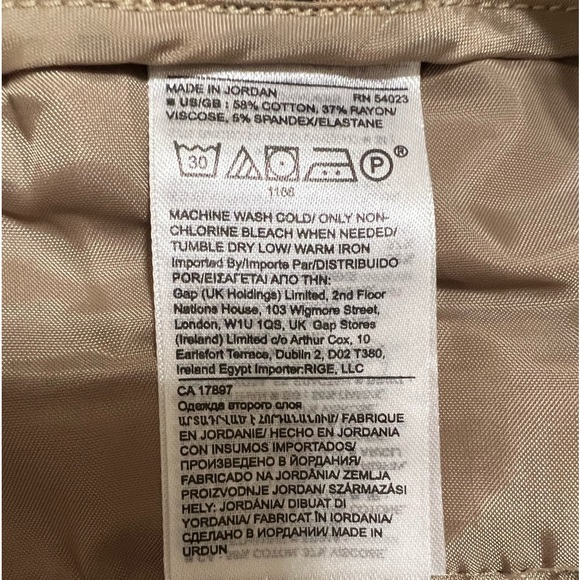 MADE IN JORDAN RN 54023
■ US/GB : 58% COTTON, 37% RAYON/
VISCOSE, 5% SPANDEX/ELASTANE
30 P ®
1166
MACHINE WASH COLD/ ONLY NON-
CHLORINE BLEACH WHEN NEEDED/
TUMBLE DRY LOW/ WARM IRON
Imported By/Importe Par/DISTRIBUIDO
POR/ΕΙΣΑΓΕΤΑΙ ΑΠΟ ΤΗΝ:
Gap (UK Holdings) Limited, 2nd Floor
Nations House, 103 Wigmore Street,
London, W1U 1QS, UK Gap Stores
(Ireland) Limited c/o Arthur Cox, 10
Earlsfort Terrace, Dublin 2, D02 T380,
Ireland Egypt Importer:RIGE, LLC
CA 17897
Одежда второго слоя
ԱՐՏԱԴՐՎԱԾ Է ՀՈՐԴԱՆԱՆՈՒՄ/ FABRIQUE
EN JORDANIE/ HECHO EN JORDANIA
CON INSUMOS IMPORTADOS/
ПРОИЗВЕДЕНО В ЙОРДАНИЯ/
FABRICADO NA JORDÂNIA/ ZEMLJA
PROIZVODNJE JORDAN/ SZÁRMAZÁSI
HELY: JORDÁNIA/ DIBUAT DI
YORDANIA/ FABRICAT ÎN IORDANIA/
СДЕЛАНО В ИОРДАНИИ/ MADE IN
URDUN